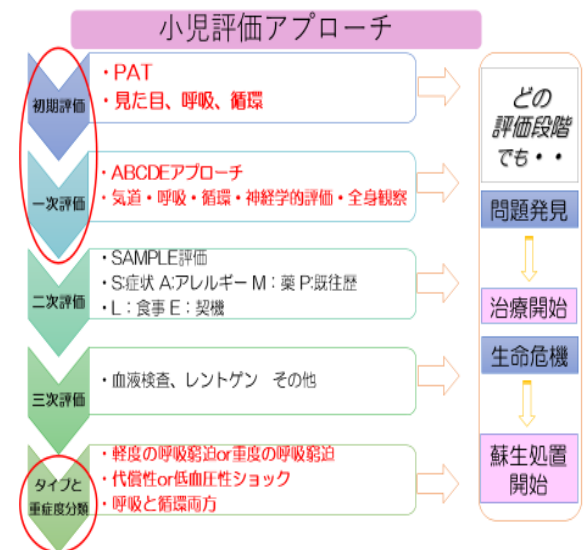 小児評価アプローチ
初期評価
・PAT
・見た目、呼吸、循環
一次評価
・ABCDEアプローチ
・気道・呼吸・循環・神経学的評価・全身観察
二次評価
・SAMPLE評価
・S:症状 A:アレルギー M：薬 P:既往歴
・L：食事 E：契機
三次評価
・血液検査、レントゲン　その他
タイプと
重症度分類
・軽度の呼吸窮迫or重度の呼吸窮迫
・代償性or低血圧性ショック
・呼吸と循環両方
どの
評価段階
でも・・
問題発見
治療開始
生命危機
蘇生処置
開始